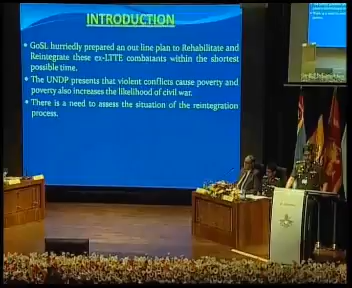 INTRODUCTION
• GoSL hurriedly prepared an out line plan to Rehabilitate and
Reintegrate these ex-LTTE combatants within the shortest
possible time.
• The UNDP presents that violent conflicts cause poverty and
poverty also increases the likelihood of civil war.
• There is a need to assess the situation of the reintegration
process.